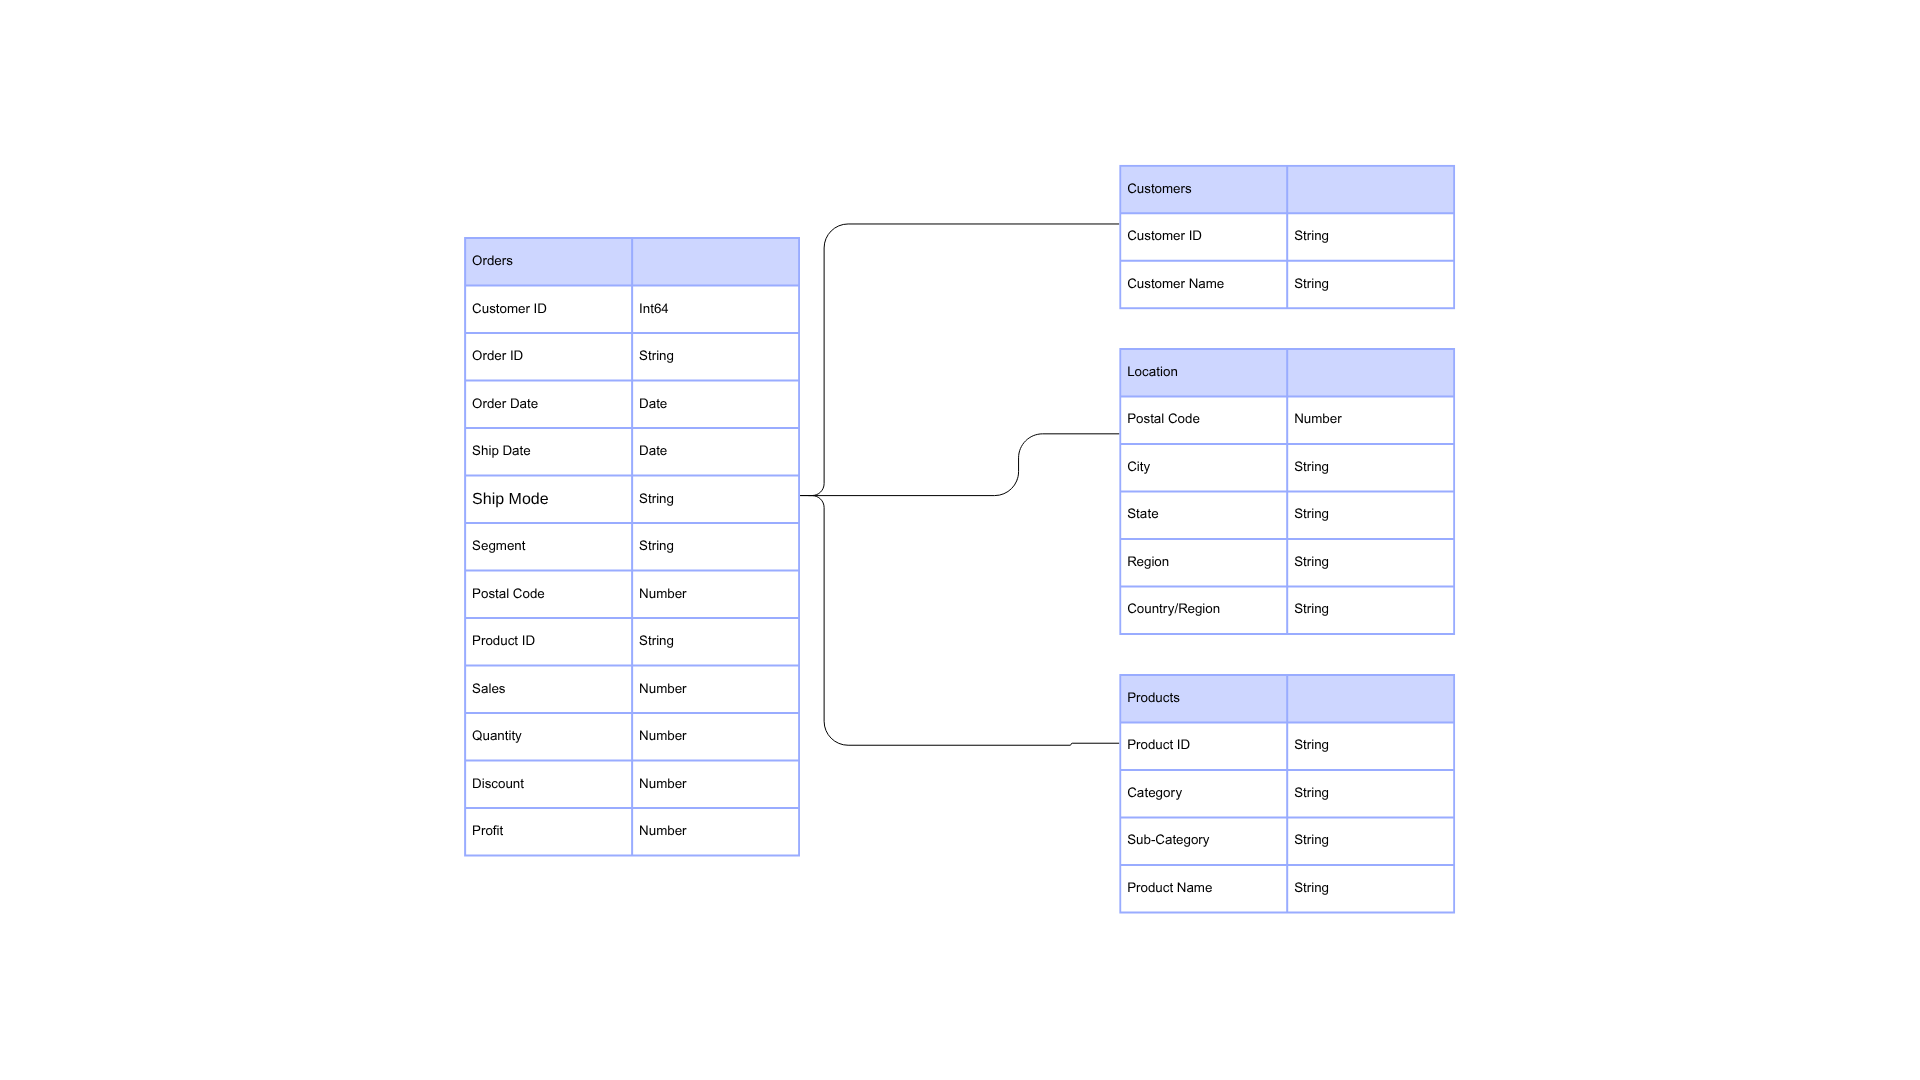 Orders
Customer ID Int64
Order ID String
Order Date Date
Ship Date Date
Ship Mode String
Segment String
Postal Code Number
Product ID String
Sales Number
Quantity Number
Discount Number
Profit Number
Customers
Customer ID String
Customer Name String
Location
Postal Code Number
City String
State String
Region String
Country/Region String
Products
Product ID String
Category String
Sub-Category String
Product Name String